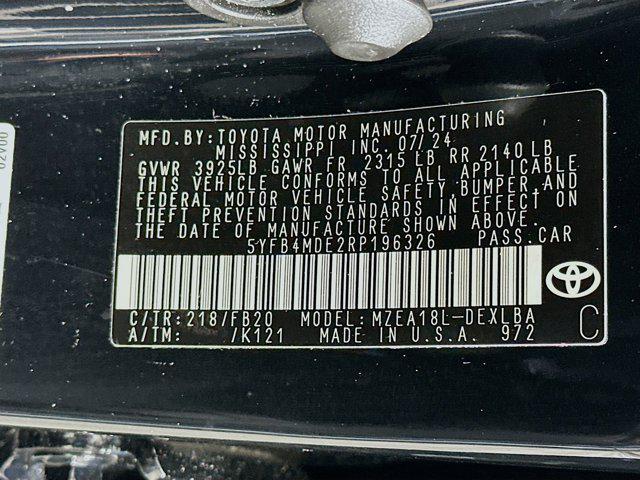 MFD.BY: TOYOTA MOTOR MANUFACTURING
MISSISSIPPI INC. 07/24
GVWR 3925LB GAWR FR 2315 LB RR 2140 LB
THIS VEHICLE CONFORMS TO ALL APPLICABLE
FEDERAL MOTOR VEHICLE SAFETY, BUMPER, AND
THEFT PREVENTION STANDARDS IN EFFECT ON
THE DATE OF MANUFACTURE SHOWN ABOVE.
5YFB4MDE2RP196326 PASS.CAR
C/TR:218/FB20 MODEL: MZEA18L-DEXLBA
A/TM: /K121 MADE IN U.S.A. 972
C